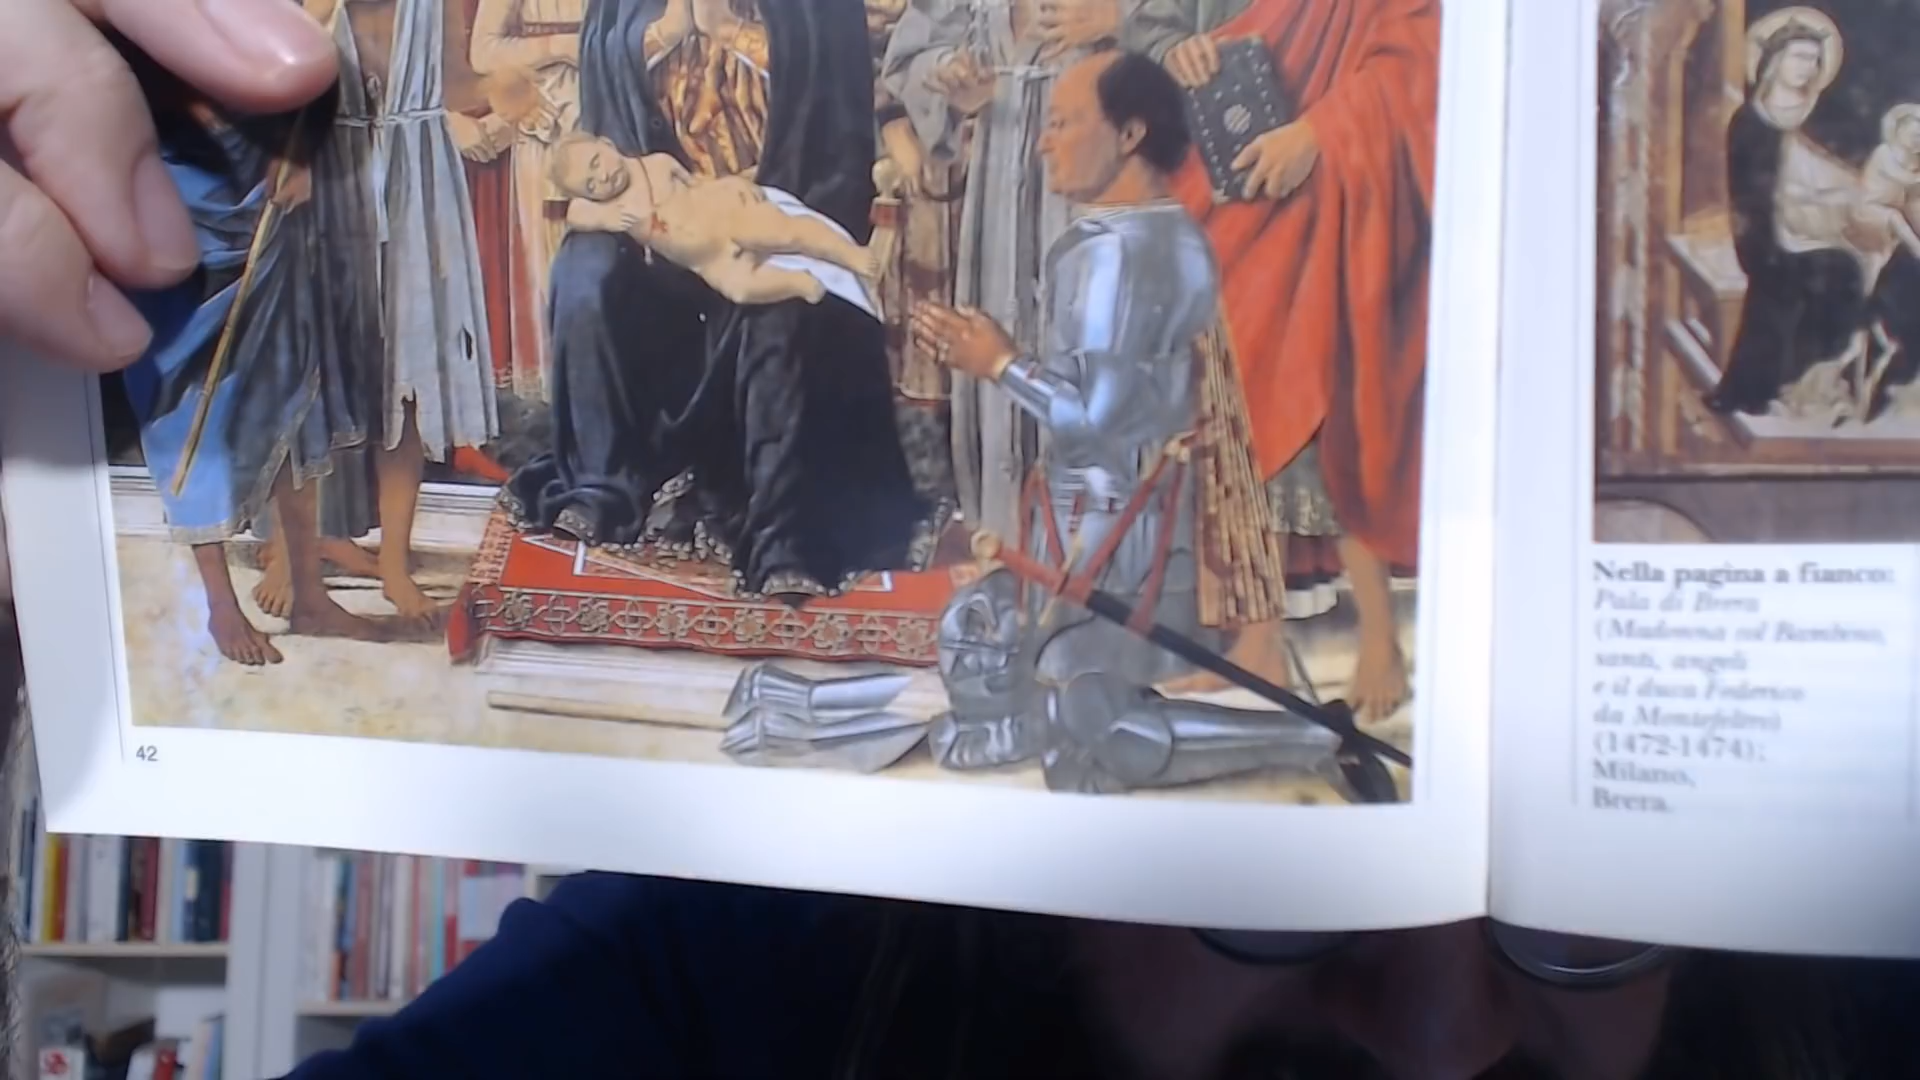 42
Nella pagina a fianco:
Pala di Brera
(Madonna col Bambino,
santi, angeli
e il duca Federico
da Montefeltro)
(1472-1474);
Milano,
Brera.